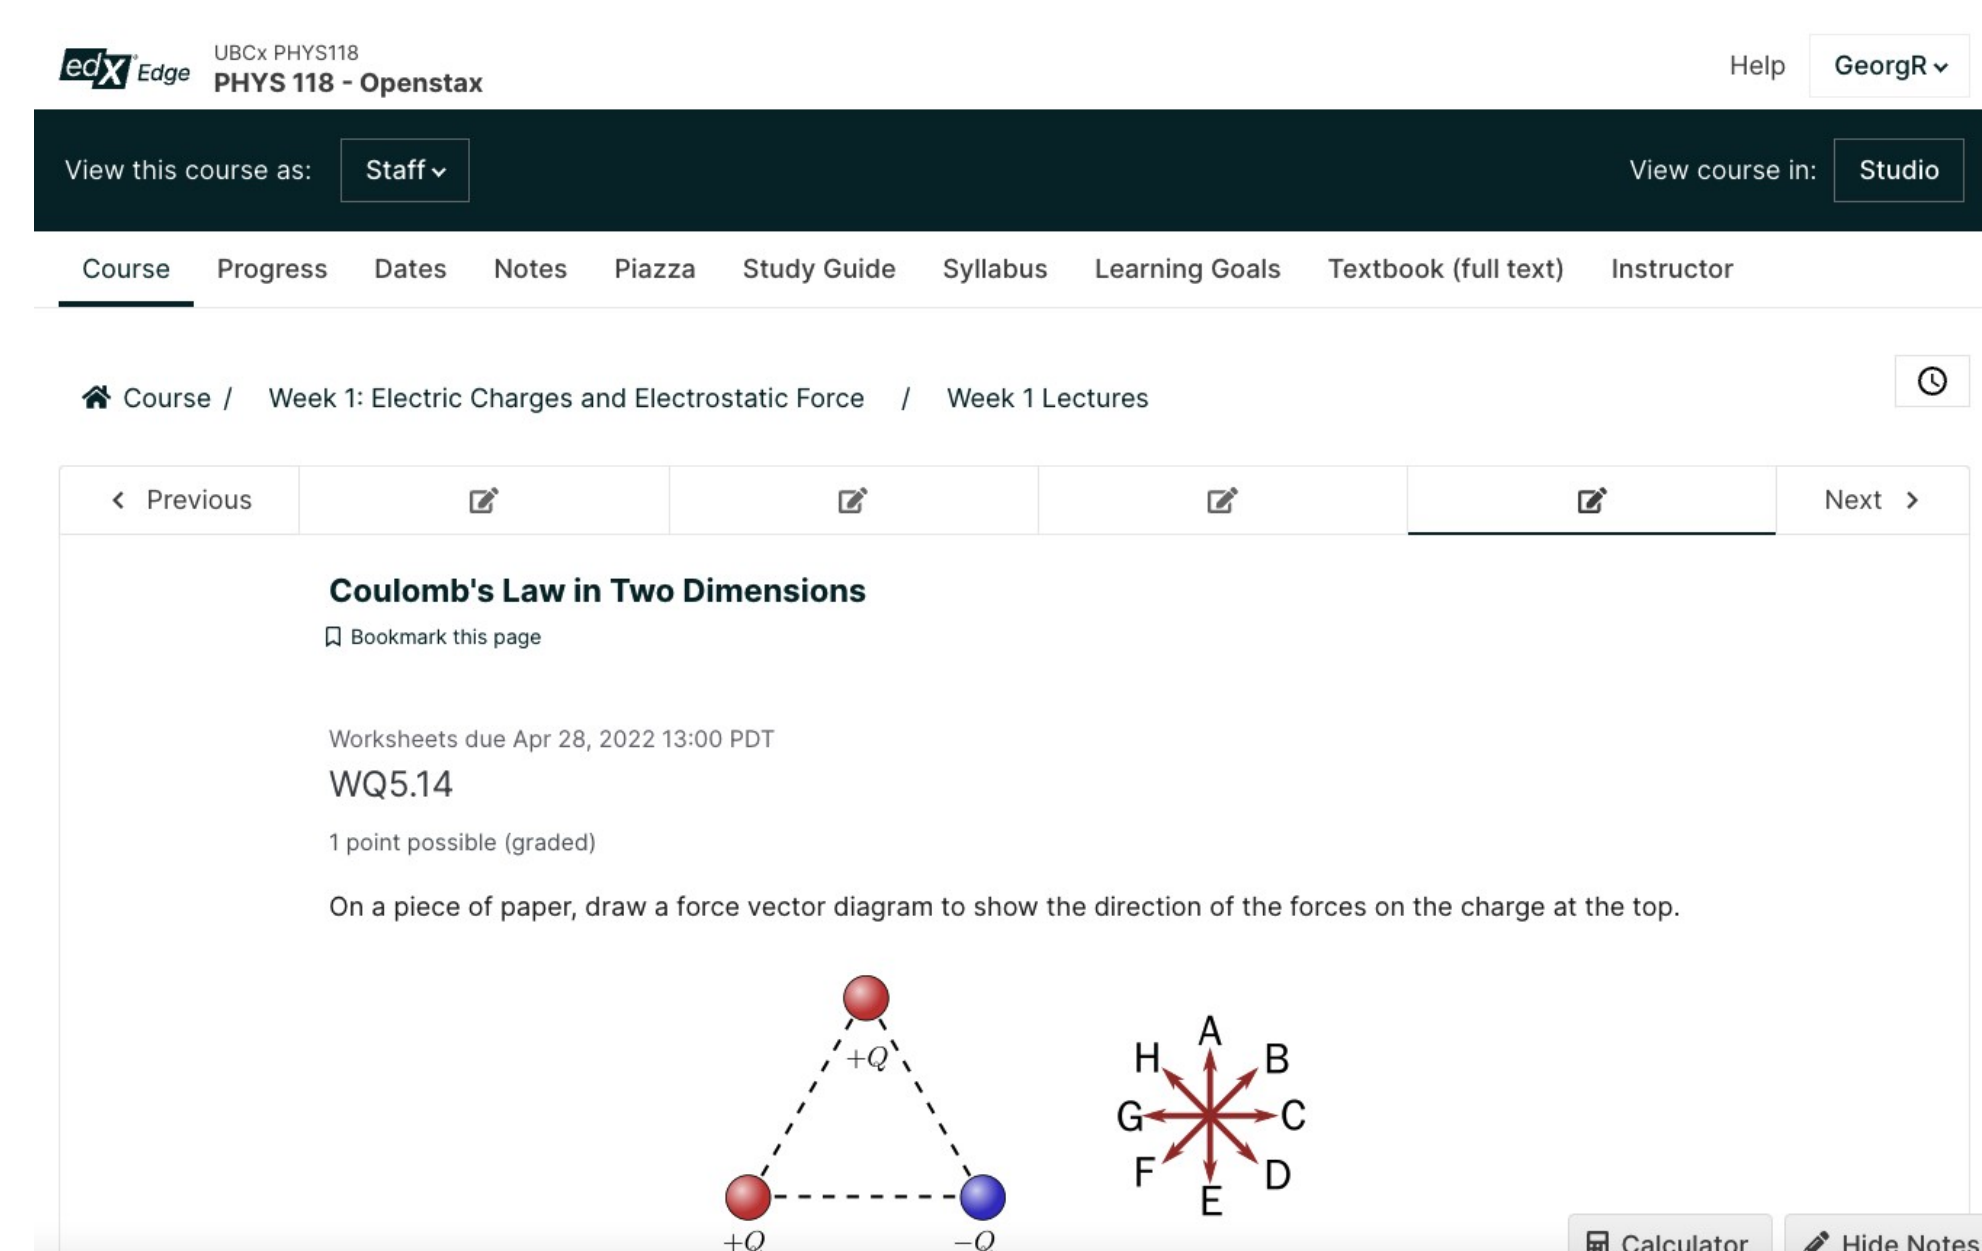 edX Edge
UBCx PHYS118
PHYS 118 - Openstax
Help
GeorgR
View this course as:
Staff
View course in:
Studio
Course
Progress
Dates
Notes
Piazza
Study Guide
Syllabus
Learning Goals
Textbook (full text)
Instructor
Course / Week 1: Electric Charges and Electrostatic Force / Week 1 Lectures
Previous
Next
Coulomb's Law in Two Dimensions
Bookmark this page
Worksheets due Apr 28, 2022 13:00 PDT
WQ5.14
1 point possible (graded)
On a piece of paper, draw a force vector diagram to show the direction of the forces on the charge at the top.
+Q
+Q
−Q
A
B
C
D
E
F
G
H
Calculator
Hide Notes